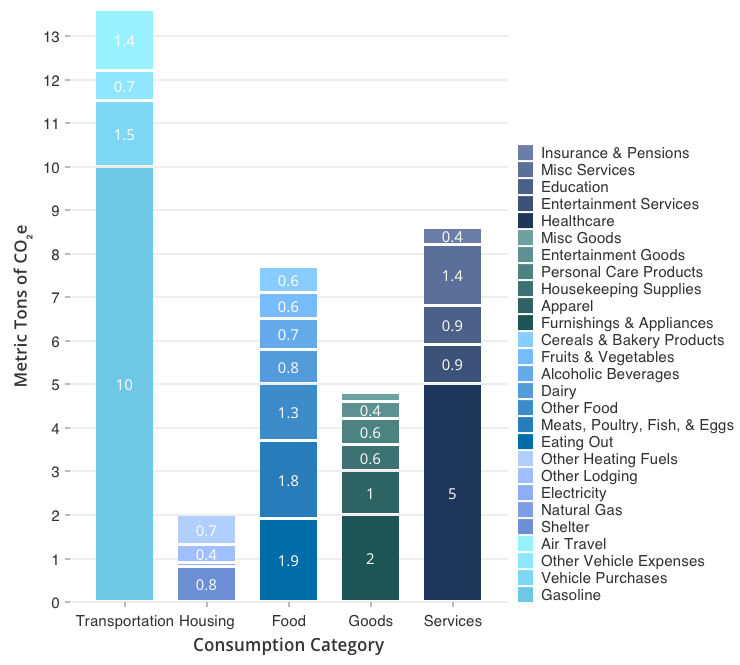 Metric Tons of CO₂e
13
12
11
10
9
8
7
6
5
4
3
2
1
0
1.4
0.7
1.5
10
0.7
0.4
0.8
0.6
0.6
0.7
0.8
1.3
1.8
1.9
0.4
0.6
0.6
1
2
0.4
1.4
0.9
0.9
5
Transportation Housing Food Goods Services
Consumption Category
Insurance & Pensions
Misc Services
Education
Entertainment Services
Healthcare
Misc Goods
Entertainment Goods
Personal Care Products
Housekeeping Supplies
Apparel
Furnishings & Appliances
Cereals & Bakery Products
Fruits & Vegetables
Alcoholic Beverages
Dairy
Other Food
Meats, Poultry, Fish, & Eggs
Eating Out
Other Heating Fuels
Other Lodging
Electricity
Natural Gas
Shelter
Air Travel
Other Vehicle Expenses
Vehicle Purchases
Gasoline